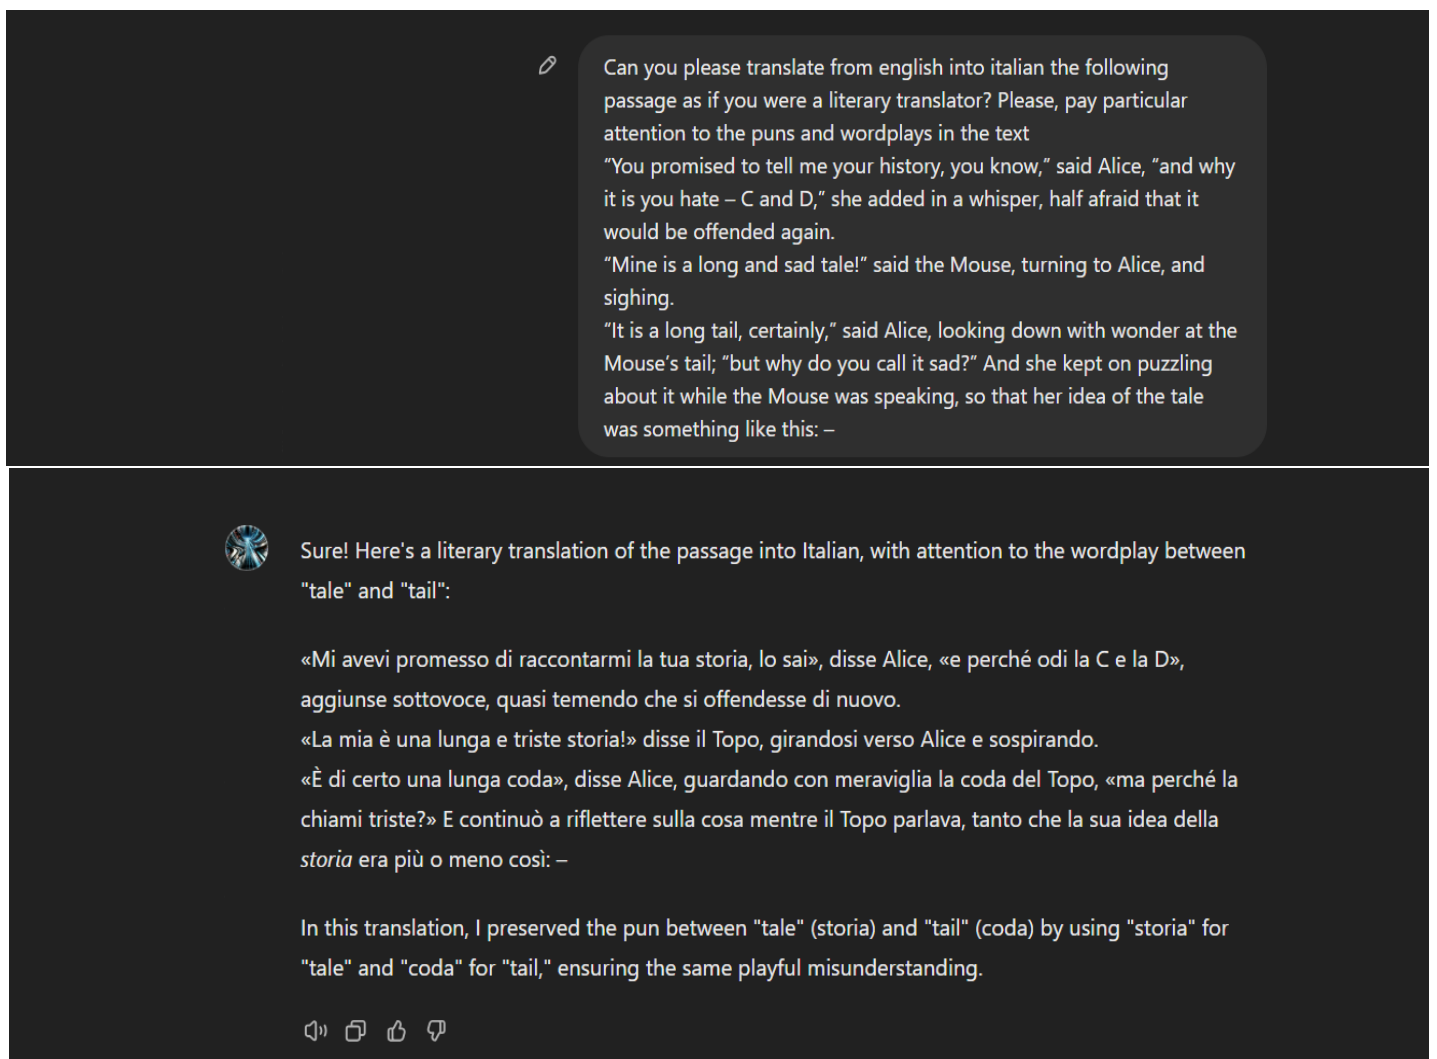 Can you please translate from english into italian the following
passage as if you were a literary translator? Please, pay particular
attention to the puns and wordplays in the text
“You promised to tell me your history, you know,” said Alice, “and why
it is you hate – C and D,” she added in a whisper, half afraid that it
would be offended again.
“Mine is a long and sad tale!” said the Mouse, turning to Alice, and
sighing.
“It is a long tail, certainly,” said Alice, looking down with wonder at the
Mouse’s tail; “but why do you call it sad?” And she kept on puzzling
about it while the Mouse was speaking, so that her idea of the tale
was something like this: –
Sure! Here's a literary translation of the passage into Italian, with attention to the wordplay between
"tale" and "tail":
«Mi avevi promesso di raccontarmi la tua storia, lo sai», disse Alice, «e perché odi la C e la D»,
aggiunse sottovoce, quasi temendo che si offendesse di nuovo.
«La mia è una lunga e triste storia!» disse il Topo, girandosi verso Alice e sospirando.
«È di certo una lunga coda», disse Alice, guardando con meraviglia la coda del Topo, «ma perché la
chiami triste?» E continuò a riflettere sulla cosa mentre il Topo parlava, tanto che la sua idea della
storia era più o meno così: –
In this translation, I preserved the pun between "tale" (storia) and "tail" (coda) by using "storia" for
"tale" and "coda" for "tail," ensuring the same playful misunderstanding.